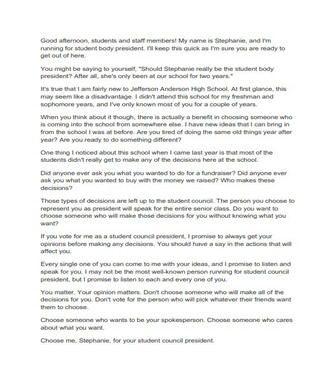 Good afternoon, students and staff members! My name is Stephanie, and I'm
running for student body president. I'll keep this quick as I'm sure you are ready to
get out of here.
You might be saying to yourself, "Should Stephanie really be the student body
president? After all, she's only been at our school for two years."
It's true that I am fairly new to Jefferson Anderson High School. At first glance, this
may seem like a disadvantage. I didn't attend this school for my freshman and
sophomore years, and I've only known most of you for a couple of years.
When you think about it though, there is actually a benefit in choosing someone who
is coming into the school from somewhere else. I have new ideas that I can bring in
from the school I was at before. Are you tired of doing the same old things year after
year? Are you ready to do something different?
One thing I noticed about this school when I came last year is that most of the
students didn't really get to make any of the decisions here at the school.
Did anyone ever ask you what you wanted to do for a fundraiser? Did anyone ever
ask you what you wanted to buy with the money we raised? Who makes these
decisions?
Those types of decisions are left up to the student council. The person you choose to
represent you as president will speak for the entire senior class. Do you want to
choose someone who will make those decisions for you without knowing what you
want?
If you vote for me as a student council president, I promise to always get your
opinions before making any decisions. You should have a say in the actions that will
affect you.
Every single one of you can come to me with your ideas, and I promise to listen and
speak for you. I may not be the most well-known person running for student council
president, but I promise to listen to each and every one of you.
You matter. Your opinion matters. Don't choose someone who will make all of the
decisions for you. Don't vote for the person who will pick whatever their friends want
them to choose.
Choose someone who wants to be your spokesperson. Choose someone who cares
about what you want.
Choose me, Stephanie, for your student council president.